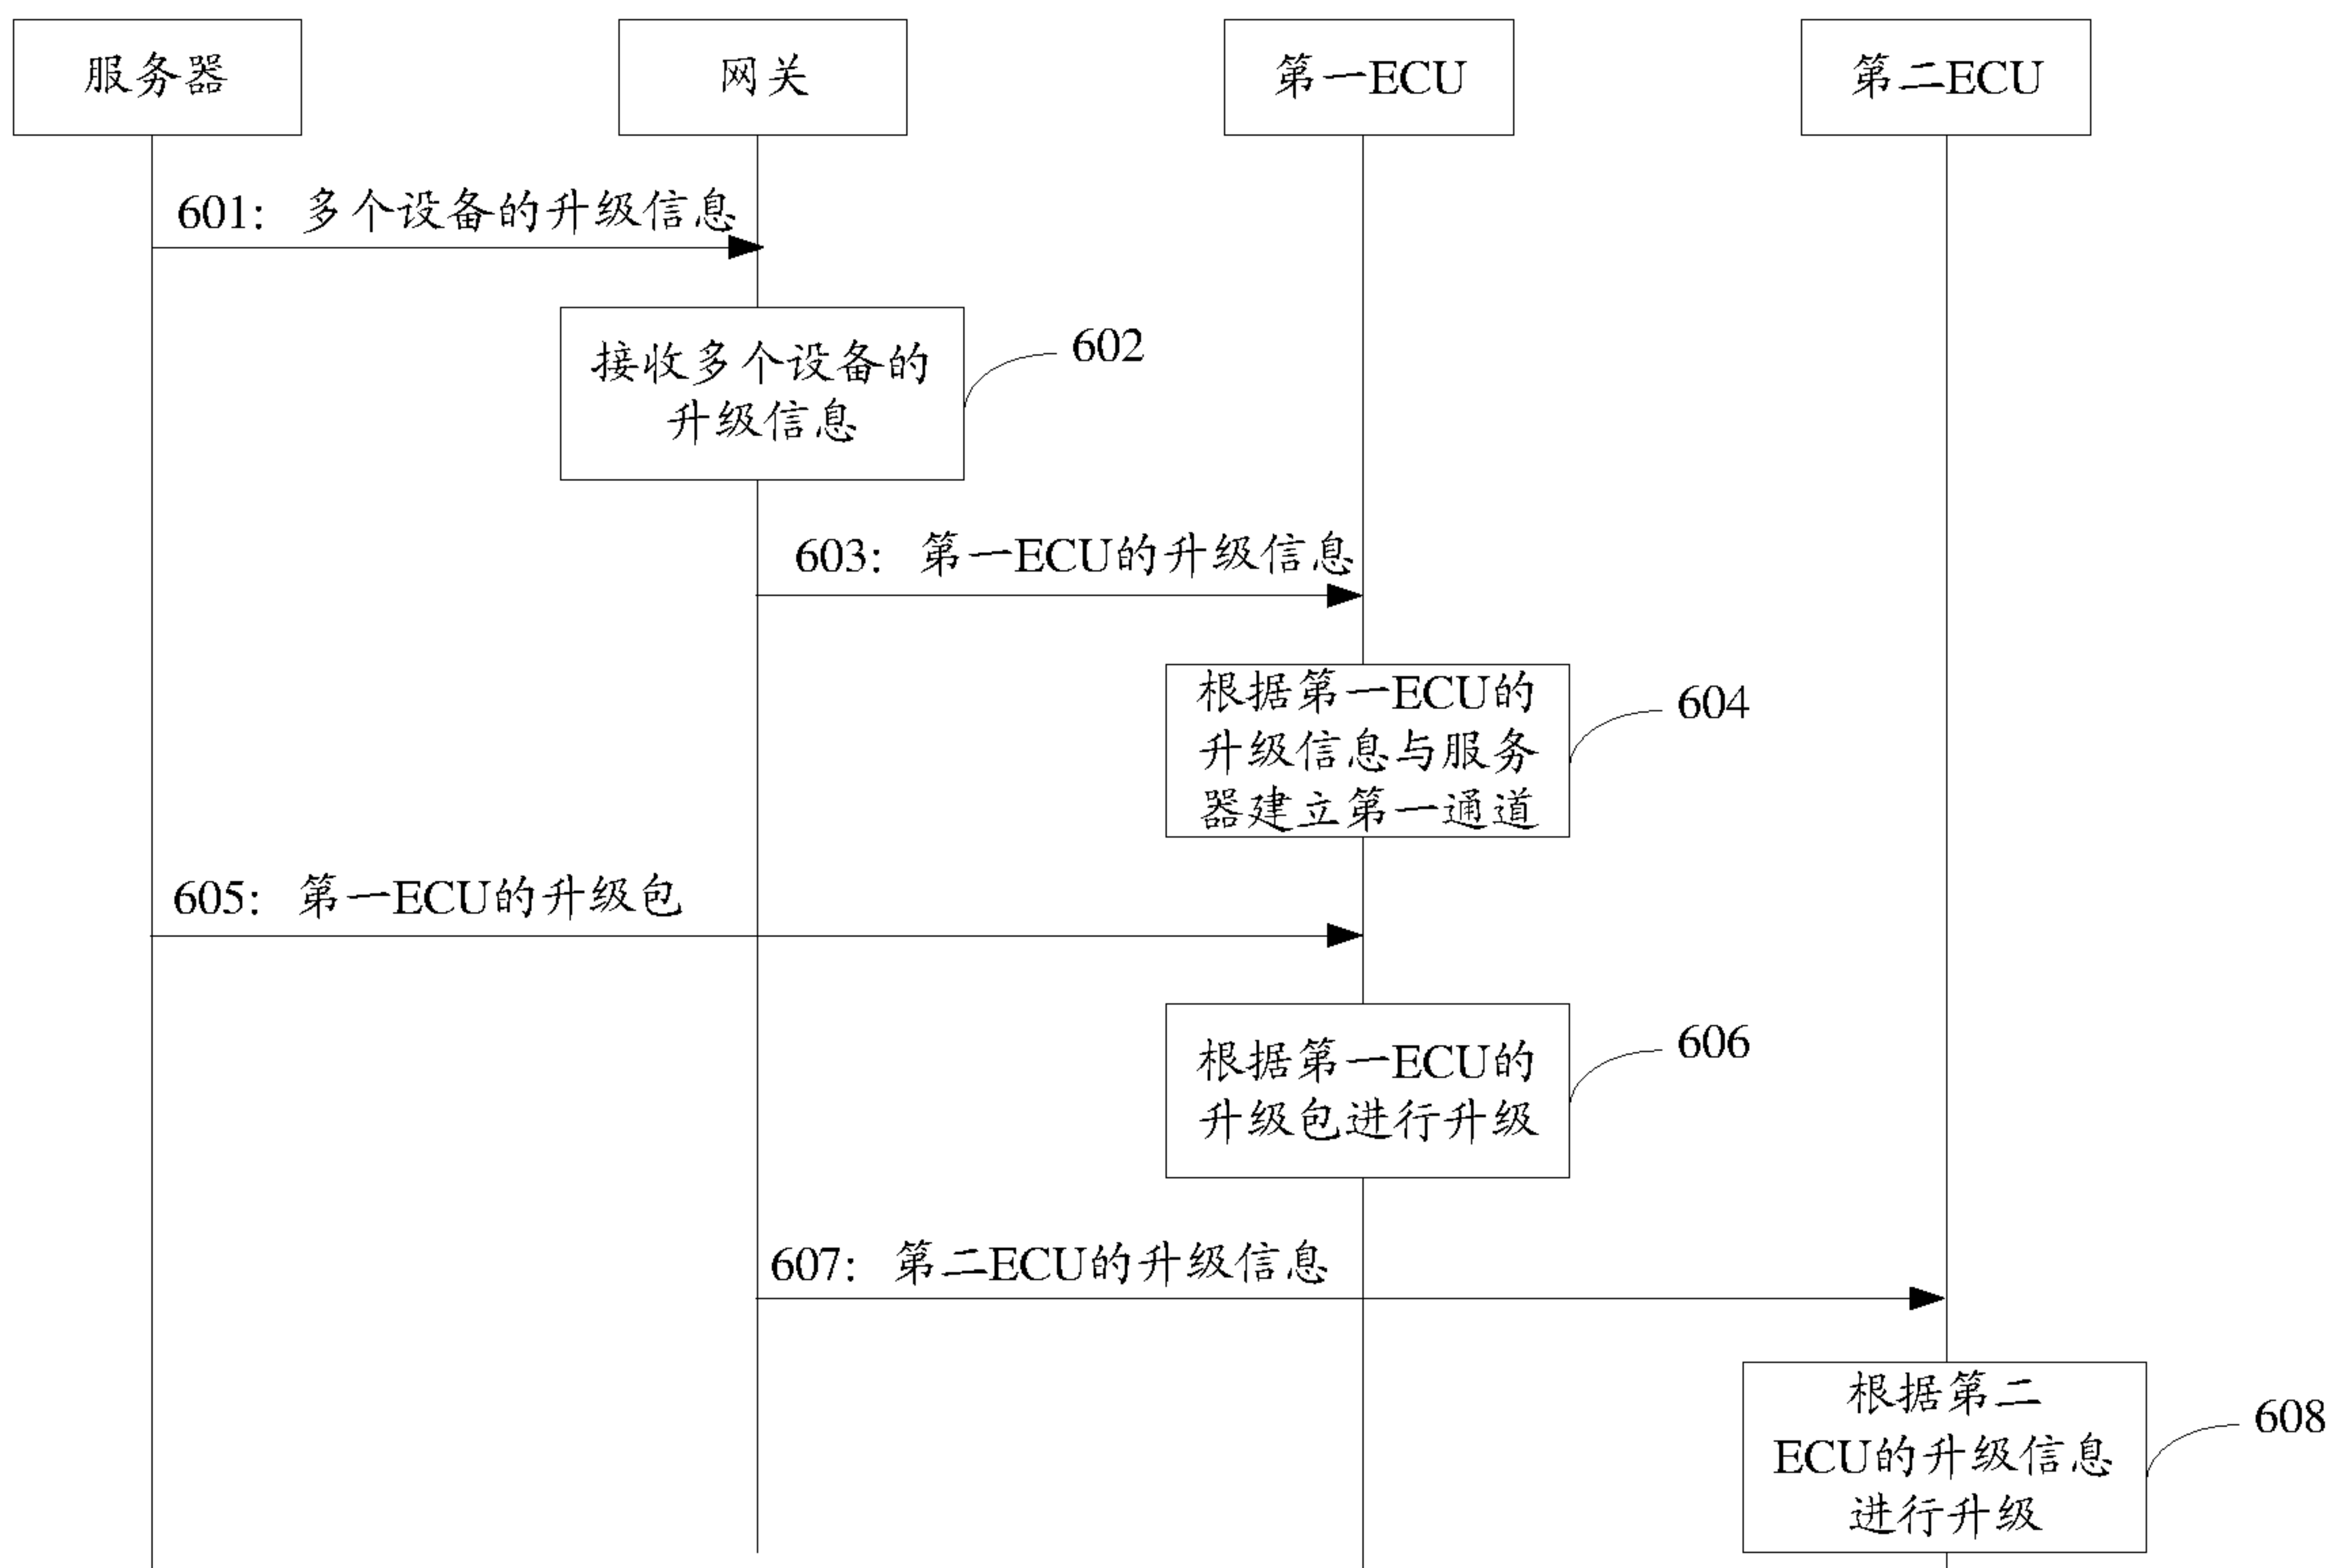 服务器
网关
第一ECU
第二ECU
601: 多个设备的升级信息
接收多个设备的
升级信息
602
603: 第一ECU的升级信息
根据第一ECU的
升级信息与服务
器建立第一通道
604
605: 第一ECU的升级包
根据第一ECU的
升级包进行升级
606
607: 第二ECU的升级信息
根据第二
ECU的升级信息
进行升级
608